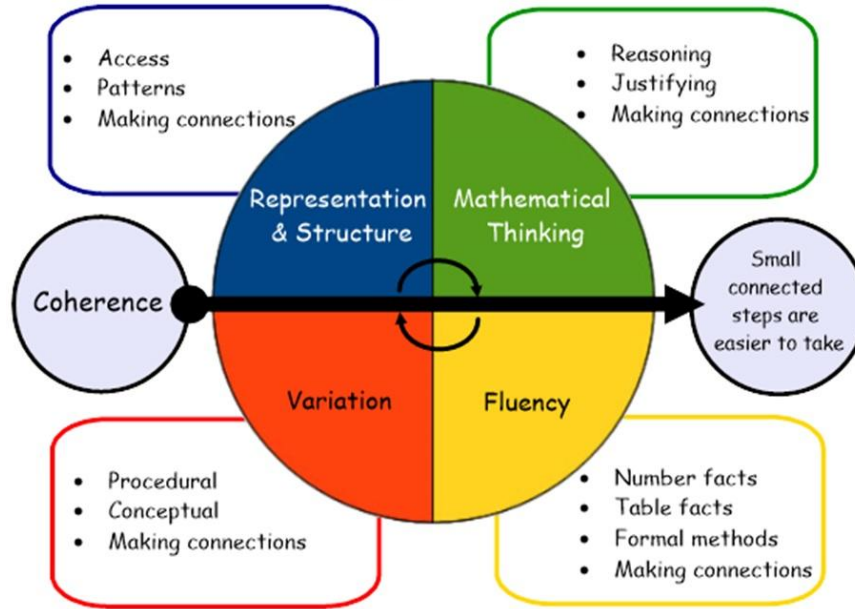 • Access
• Patterns
• Making connections
• Reasoning
• Justifying
• Making connections
Representation
& Structure
Mathematical
Thinking
Coherence
Small
connected
steps are
easier to take
Variation
Fluency
• Procedural
• Conceptual
• Making connections
• Number facts
• Table facts
• Formal methods
• Making connections